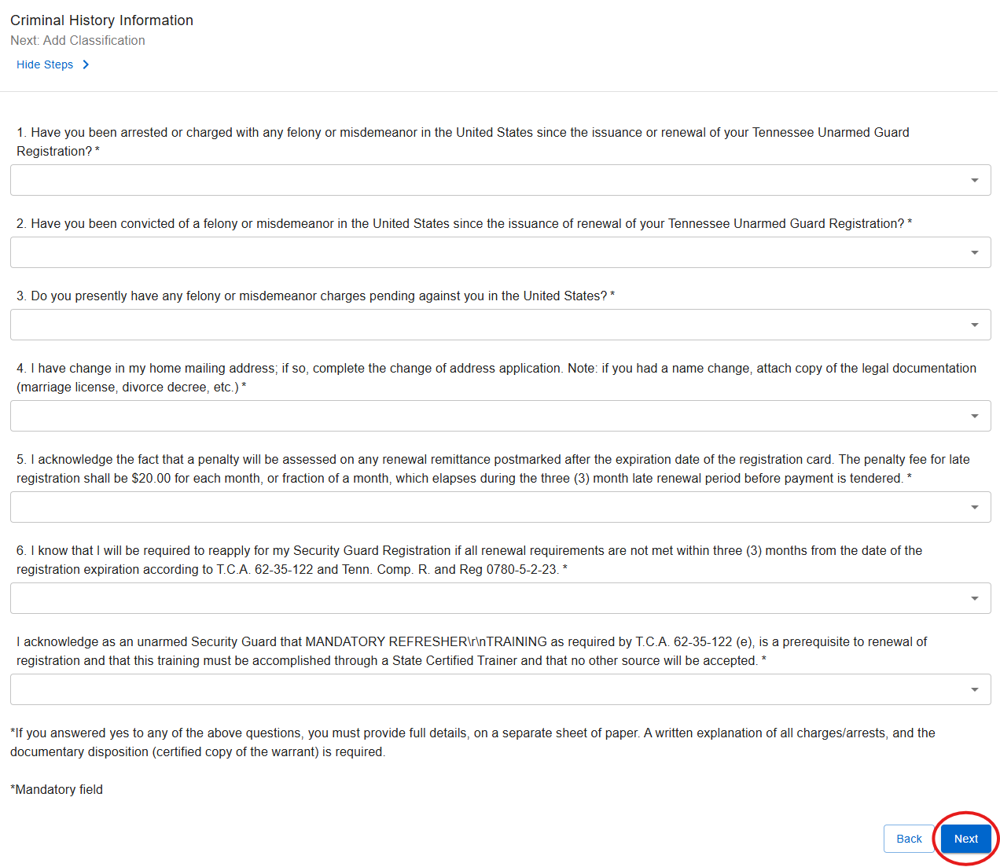 Criminal History Information
Next: Add Classification
Hide Steps
1. Have you been arrested or charged with any felony or misdemeanor in the United States since the issuance or renewal of your Tennessee Unarmed Guard
Registration? *
2. Have you been convicted of a felony or misdemeanor in the United States since the issuance of renewal of your Tennessee Unarmed Guard Registration? *
3. Do you presently have any felony or misdemeanor charges pending against you in the United States? *
4. I have change in my home mailing address; if so, complete the change of address application. Note: if you had a name change, attach copy of the legal documentation
(marriage license, divorce decree, etc.) *
5. I acknowledge the fact that a penalty will be assessed on any renewal remittance postmarked after the expiration date of the registration card. The penalty fee for late
registration shall be $20.00 for each month, or fraction of a month, which elapses during the three (3) month late renewal period before payment is tendered. *
6. I know that I will be required to reapply for my Security Guard Registration if all renewal requirements are not met within three (3) months from the date of the
registration expiration according to T.C.A. 62-35-122 and Tenn. Comp. R. and Reg 0780-5-2-23. *
I acknowledge as an unarmed Security Guard that MANDATORY REFRESHER\r\nTRAINING as required by T.C.A. 62-35-122 (e), is a prerequisite to renewal of
registration and that this training must be accomplished through a State Certified Trainer and that no other source will be accepted. *
*If you answered yes to any of the above questions, you must provide full details, on a separate sheet of paper. A written explanation of all charges/arrests, and the
documentary disposition (certified copy of the warrant) is required.
*Mandatory field
Back
Next